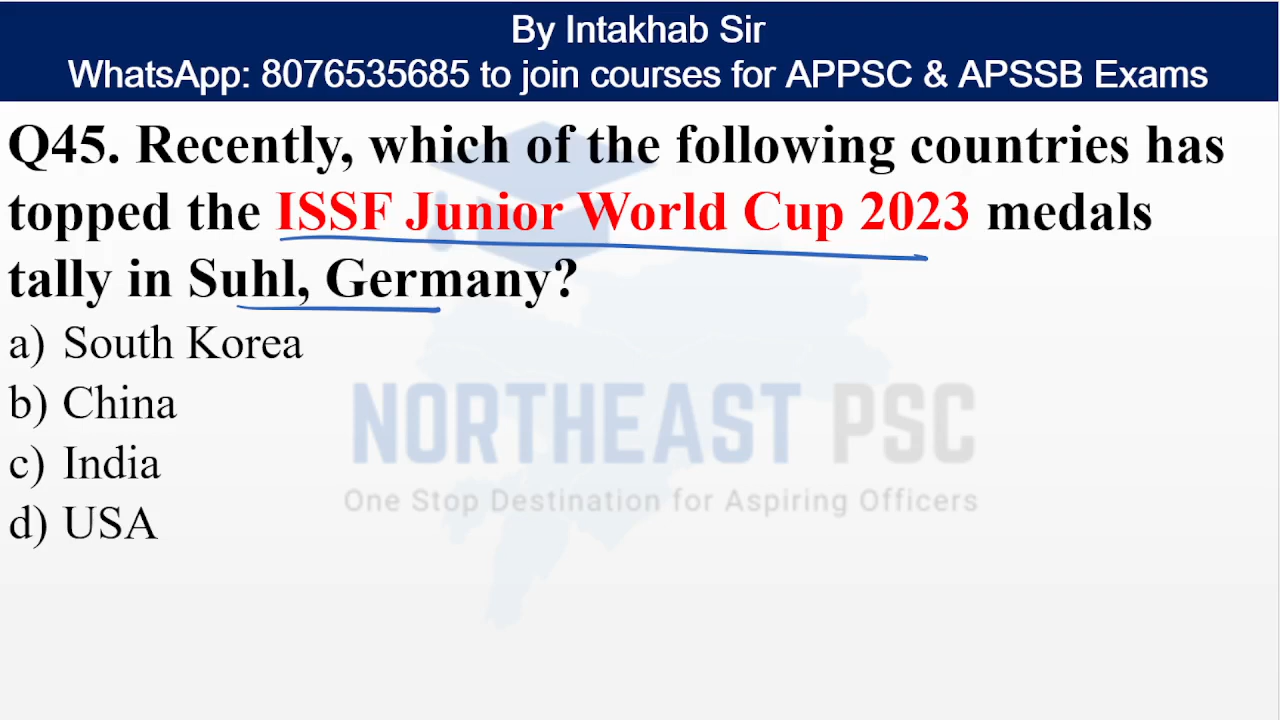 By Intakhab Sir
WhatsApp: 8076535685 to join courses for APPSC & APSSB Exams
Q45. Recently, which of the following countries has
topped the ISSF Junior World Cup 2023 medals
tally in Suhl, Germany?
a) South Korea
b) China
c) India
d) USA
NORTHEAST PSC
One Stop Destination for Aspiring Officers